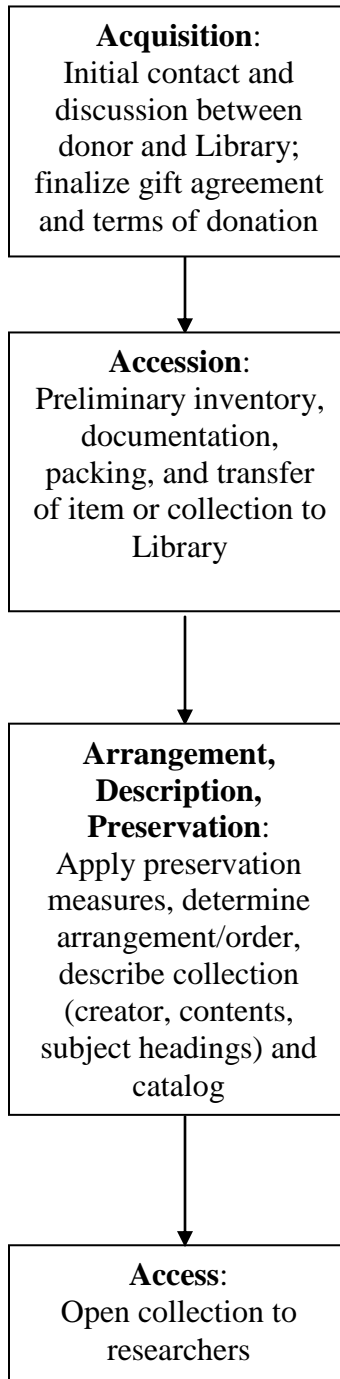 Acquisition:
Initial contact and
discussion between
donor and Library;
finalize gift agreement
and terms of donation
Accession:
Preliminary inventory,
documentation,
packing, and transfer
of item or collection to
Library
Arrangement,
Description,
Preservation:
Apply preservation
measures, determine
arrangement/order,
describe collection
(creator, contents,
subject headings) and
catalog
Access:
Open collection to
researchers